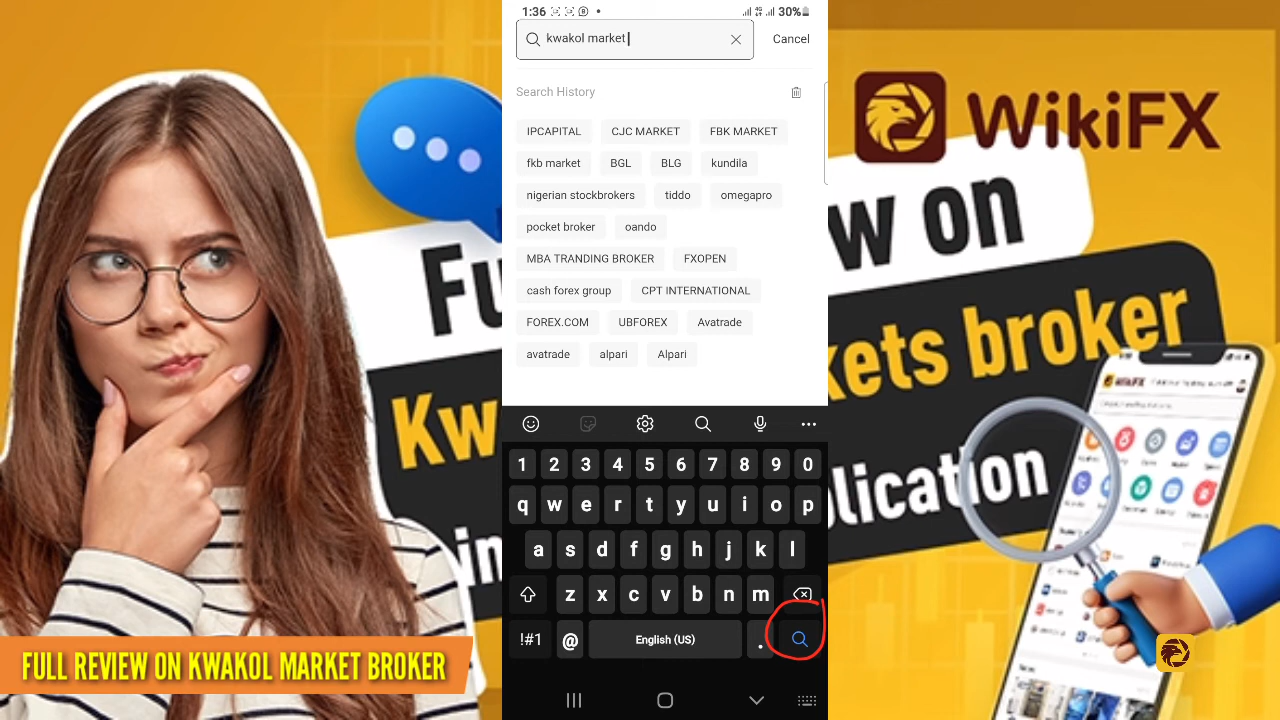 1:36
30%
kwakol market
Cancel
Search History
IPCAPITAL
CJC MARKET
FBK MARKET
fkb market
BGL
BLG
kundila
nigerian stockbrokers
tiddo
omegapro
pocket broker
oando
MBA TRANDING BROKER
FXOPEN
cash forex group
CPT INTERNATIONAL
FOREX.COM
UBFOREX
Avatrade
avatrade
alpari
Alpari
1 2 3 4 5 6 7 8 9 0
q w e r t y u i o p
a s d f g h j k l
z x c v b n m
!#1 @ English (US) .
WikiFX
Fu
w on
Kw
kets broker
in
plication
WikiFX
FULL REVIEW ON KWAKOL MARKET BROKER